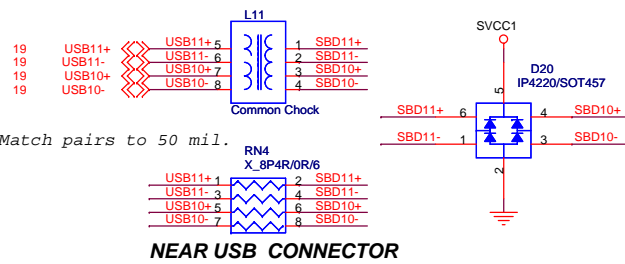 L11
19 USB11+ USB11+ 5 1 SBD11+
19 USB11- USB11- 6 2 SBD11-
19 USB10+ USB10+ 7 3 SBD10+
19 USB10- USB10- 8 4 SBD10-
Common Chock
Match pairs to 50 mil.
RN4
X_8P4R/0R/6
USB11+ 1 2 SBD11+
USB11- 3 4 SBD11-
USB10+ 5 6 SBD10+
USB10- 7 8 SBD10-
NEAR USB CONNECTOR
SVCC1
D20
IP4220/SOT457
5
SBD11+ 6 4 SBD10+
SBD11- 1 3 SBD10-
2